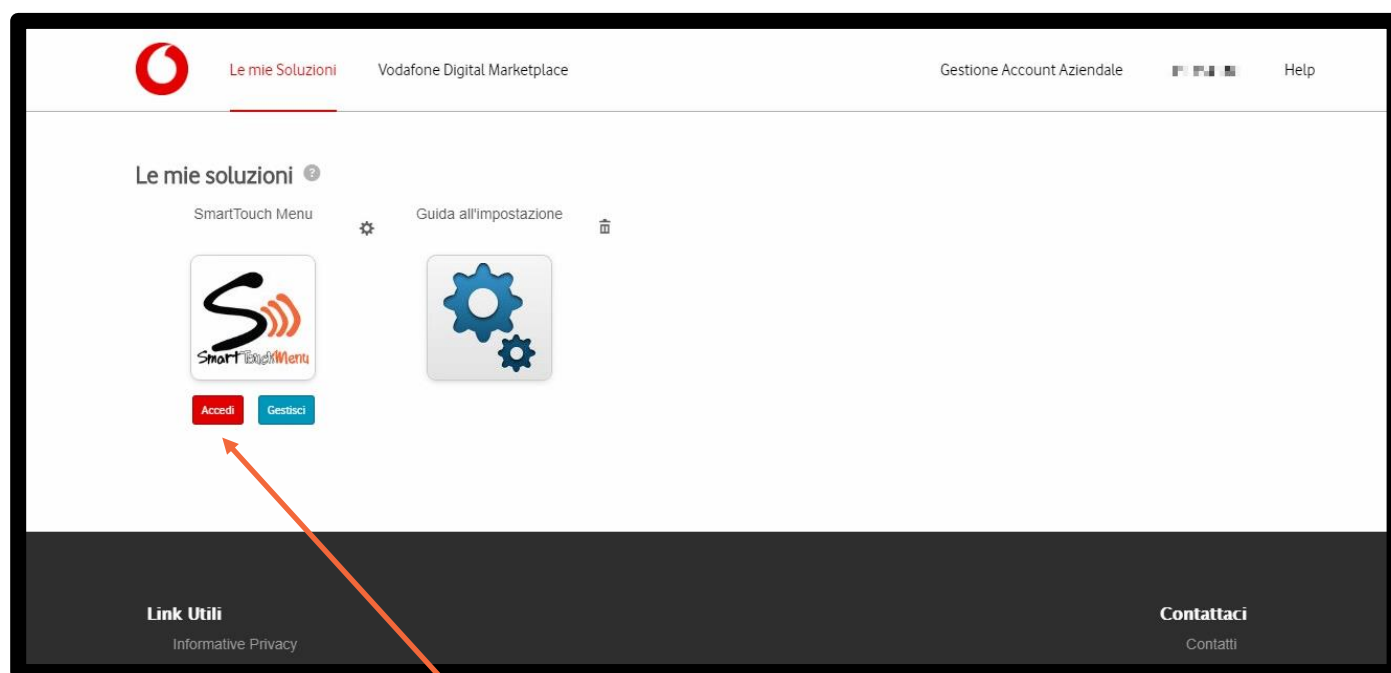 Le mie Soluzioni Vodafone Digital Marketplace Gestione Account Aziendale Help
Le mie soluzioni ?
SmartTouch Menu Guida all'impostazione
SmartTouchMenu
Accedi Gestisci
Link Utili Contattaci
Informative Privacy Contatti